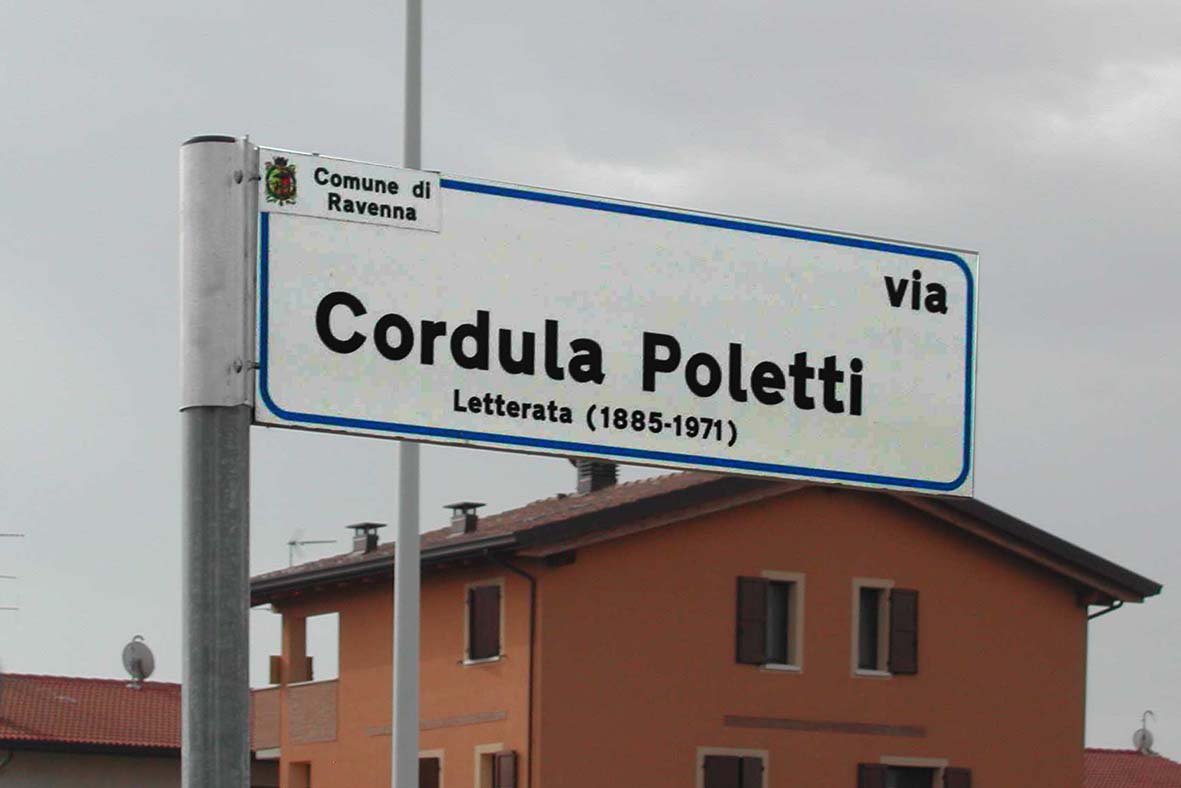 Comune di
Ravenna
via
Cordula Poletti
Letterata (1885-1971)